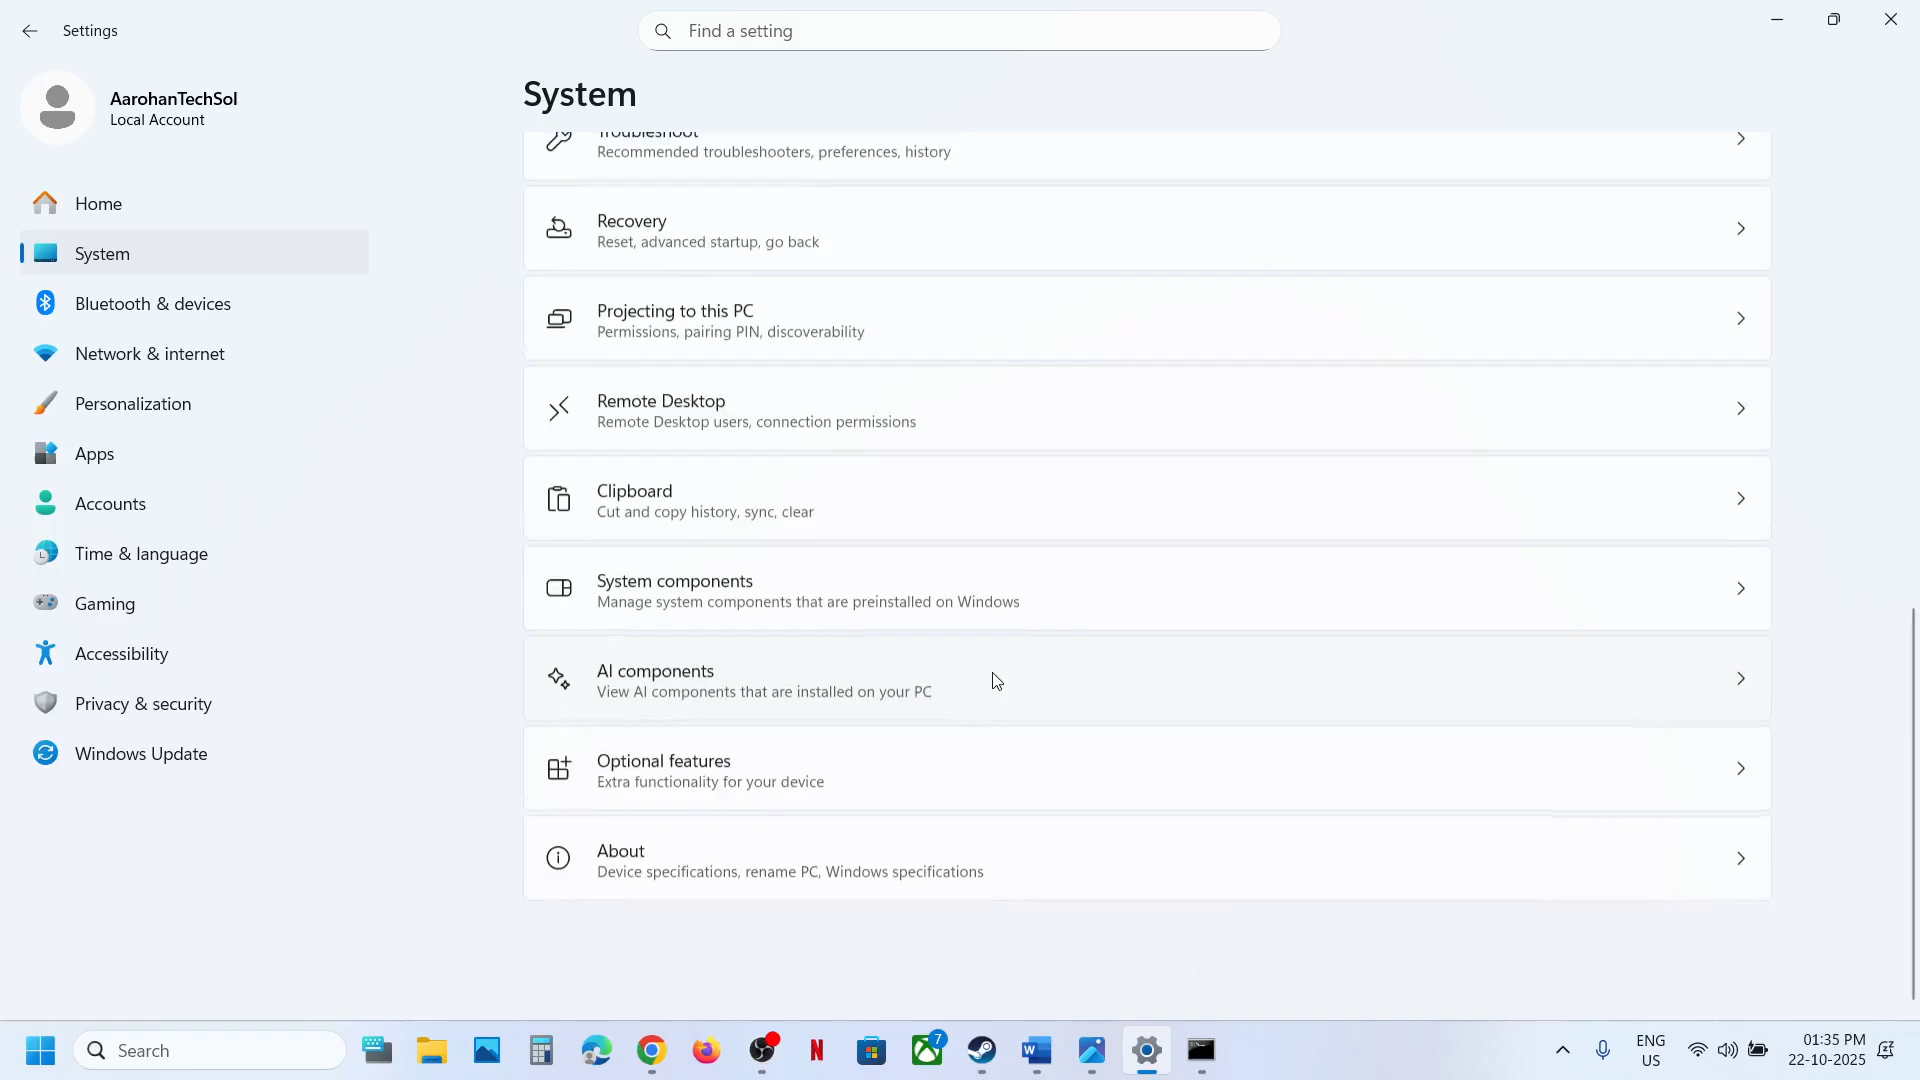 Settings
Find a setting
AarohanTechSol
Local Account
Home
System
Bluetooth & devices
Network & internet
Personalization
Apps
Accounts
Time & language
Gaming
Accessibility
Privacy & security
Windows Update
System
Troubleshoot
Recommended troubleshooters, preferences, history
Recovery
Reset, advanced startup, go back
Projecting to this PC
Permissions, pairing PIN, discoverability
Remote Desktop
Remote Desktop users, connection permissions
Clipboard
Cut and copy history, sync, clear
System components
Manage system components that are preinstalled on Windows
AI components
View AI components that are installed on your PC
Optional features
Extra functionality for your device
About
Device specifications, rename PC, Windows specifications
Search
7
ENG
US
01:35 PM
22-10-2025